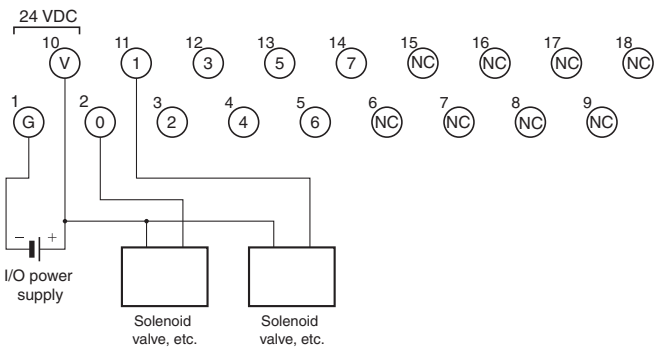 24 VDC
10 11 12 13 14 15 16 17 18
V 1 3 5 7 NC NC NC NC
1 2 3 4 5 6 7 8 9
G 0 2 4 6 NC NC NC NC
− +
I/O power
supply
Solenoid
valve, etc.
Solenoid
valve, etc.